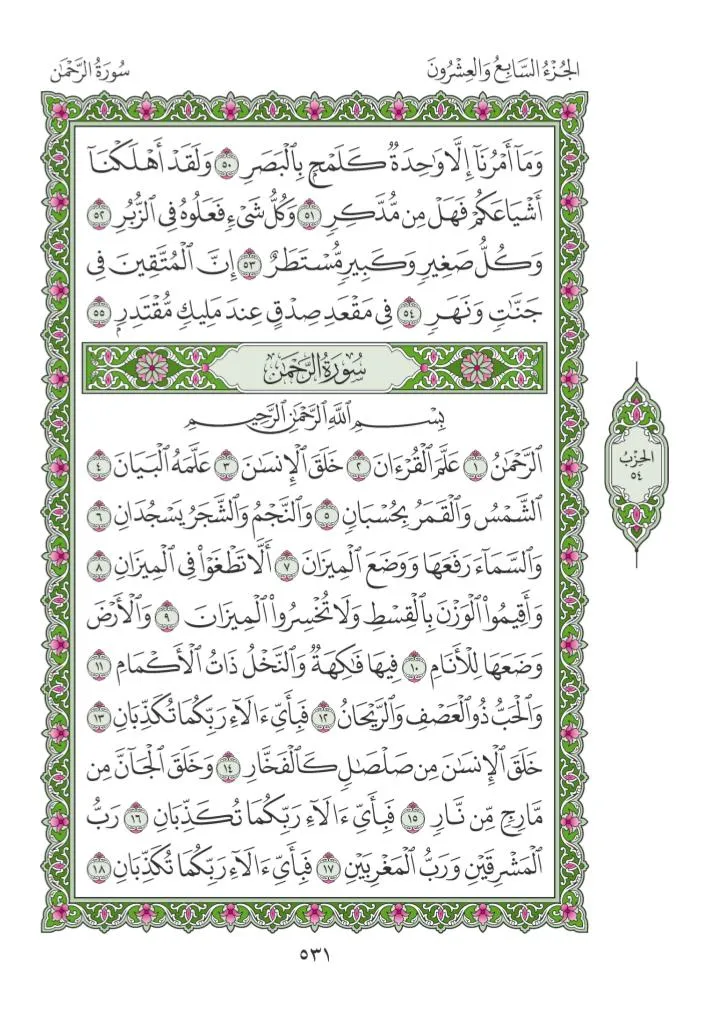 الجُزْءُ السَّابِعُ وَالعِشْرُونَ
سُورَةُ الرَّحْمَٰن
وَمَآ أَمْرُنَآ إِلَّا وَٰحِدَةٌ كَلَمْحٍۭ بِٱلْبَصَرِ ٥٠ وَلَقَدْ أَهْلَكْنَآ
أَشْيَاعَكُمْ فَهَلْ مِن مُّدَّكِرٍ ٥١ وَكُلُّ شَىْءٍ فَعَلُوهُ فِى ٱلزُّبُرِ ٥٢
وَكُلُّ صَغِيرٍ وَكَبِيرٍ مُّسْتَطَرٌ ٥٣ إِنَّ ٱلْمُتَّقِينَ فِى
جَنَّٰتٍ وَنَهَرٍ ٥٤ فِى مَقْعَدِ صِدْقٍ عِندَ مَلِيكٍ مُّقْتَدِرٍۭ ٥٥
سُورَةُ الرَّحْمَٰن
بِسْمِ ٱللَّهِ ٱلرَّحْمَٰنِ ٱلرَّحِيمِ
ٱلرَّحْمَٰنُ ١ عَلَّمَ ٱلْقُرْءَانَ ٢ خَلَقَ ٱلْإِنسَٰنَ ٣ عَلَّمَهُ ٱلْبَيَانَ ٤
ٱلشَّمْسُ وَٱلْقَمَرُ بِحُسْبَانٍ ٥ وَٱلنَّجْمُ وَٱلشَّجَرُ يَسْجُدَانِ ٦
وَٱلسَّمَآءَ رَفَعَهَا وَوَضَعَ ٱلْمِيزَانَ ٧ أَلَّا تَطْغَوْا۟ فِى ٱلْمِيزَانِ ٨
وَأَقِيمُوا۟ ٱلْوَزْنَ بِٱلْقِسْطِ وَلَا تُخْسِرُوا۟ ٱلْمِيزَانَ ٩ وَٱلْأَرْضَ
وَضَعَهَا لِلْأَنَامِ ١٠ فِيهَا فَٰكِهَةٌ وَٱلنَّخْلُ ذَاتُ ٱلْأَكْمَامِ ١١
وَٱلْحَبُّ ذُو ٱلْعَصْفِ وَٱلرَّيْحَانُ ١٢ فَبِأَىِّ ءَالَآءِ رَبِّكُمَا تُكَذِّبَانِ ١٣
خَلَقَ ٱلْإِنسَٰنَ مِن صَلْصَٰلٍ كَٱلْفَخَّارِ ١٤ وَخَلَقَ ٱلْجَآنَّ مِن
مَّارِجٍ مِّن نَّارٍ ١٥ فَبِأَىِّ ءَالَآءِ رَبِّكُمَا تُكَذِّبَانِ ١٦ رَبُّ
ٱلْمَشْرِقَيْنِ وَرَبُّ ٱلْمَغْرِبَيْنِ ١٧ فَبِأَىِّ ءَالَآءِ رَبِّكُمَا تُكَذِّبَانِ ١٨
الحِزْبُ
٥٤
٥٣١